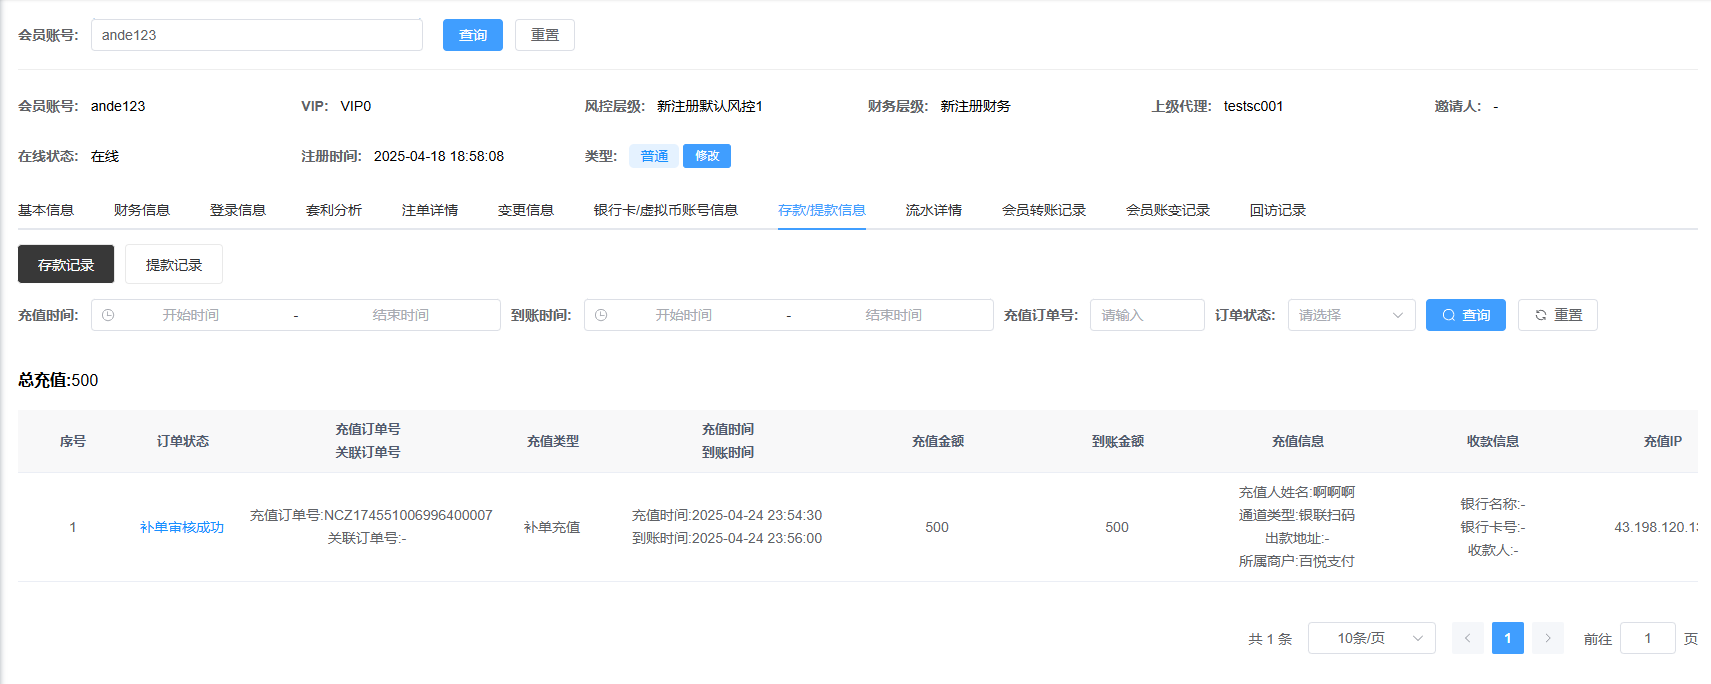 会员账号: ande123 查询 重置
会员账号: ande123 VIP: VIP0 风控层级: 新注册默认风控1 财务层级: 新注册财务 上级代理: testsc001 邀请人: -
在线状态: 在线 注册时间: 2025-04-18 18:58:08 类型: 普通 修改
基本信息 财务信息 登录信息 套利分析 注单详情 变更信息 银行卡/虚拟币账号信息 存款/提款信息 流水详情 会员转账记录 会员账变记录 回访记录
存款记录 提款记录
充值时间: 开始时间 - 结束时间 到账时间: 开始时间 - 结束时间 充值订单号: 请输入 订单状态: 请选择 查询 重置
总充值:500
序号 订单状态 充值订单号 关联订单号 充值类型 充值时间 到账时间 充值金额 到账金额 充值信息 收款信息 充值IP
1 补单审核成功 充值订单号:NCZ174551006996400007 关联订单号:- 补单充值 充值时间:2025-04-24 23:54:30 到账时间:2025-04-24 23:56:00 500 500 充值人姓名:啊啊啊 通道类型:银联扫码 出款地址:- 所属商户:百悦支付 银行名称:- 银行卡号:- 收款人:- 43.198.120.1
共 1 条 10条/页 1 前往 1 页